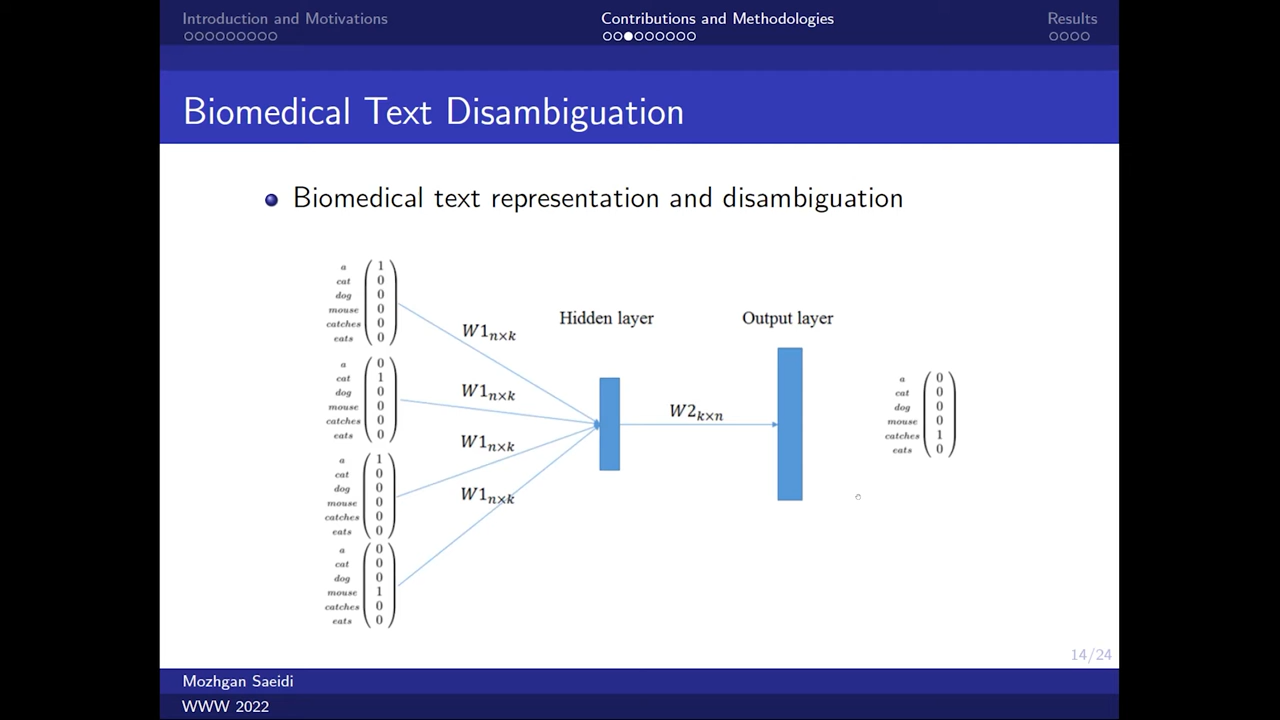 Introduction and Motivations
Contributions and Methodologies
Results
Biomedical Text Disambiguation
Biomedical text representation and disambiguation
a 1
cat 0
dog 0
mouse 0
catches 0
eats 0
a 0
cat 1
dog 0
mouse 0
catches 0
eats 0
a 1
cat 0
dog 0
mouse 0
catches 0
eats 0
a 0
cat 0
dog 0
mouse 1
catches 0
eats 0
W1n×k
W1n×k
W1n×k
W1n×k
Hidden layer
W2k×n
Output layer
a 0
cat 0
dog 0
mouse 0
catches 1
eats 0
14/24
Mozhgan Saeidi
WWW 2022